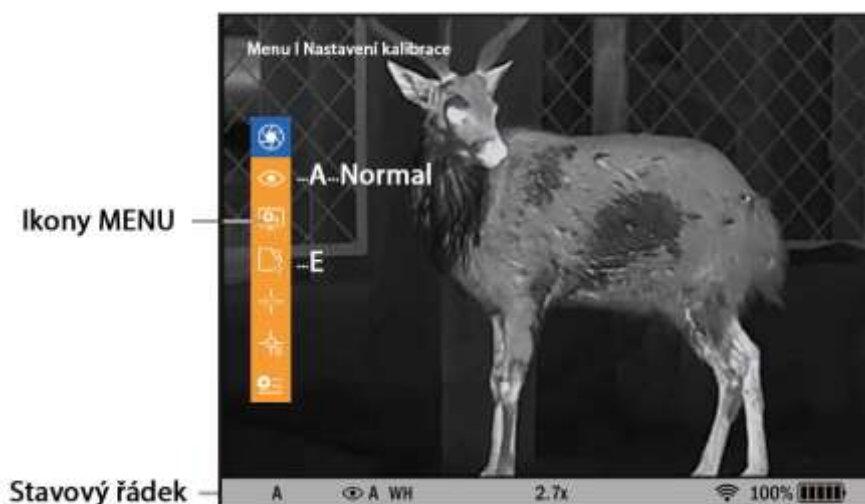 Menu I Nastavení kalibrace
...A...Normal
Ikony MENU
...E
Stavový řádek
A A WH 2.7x 100%